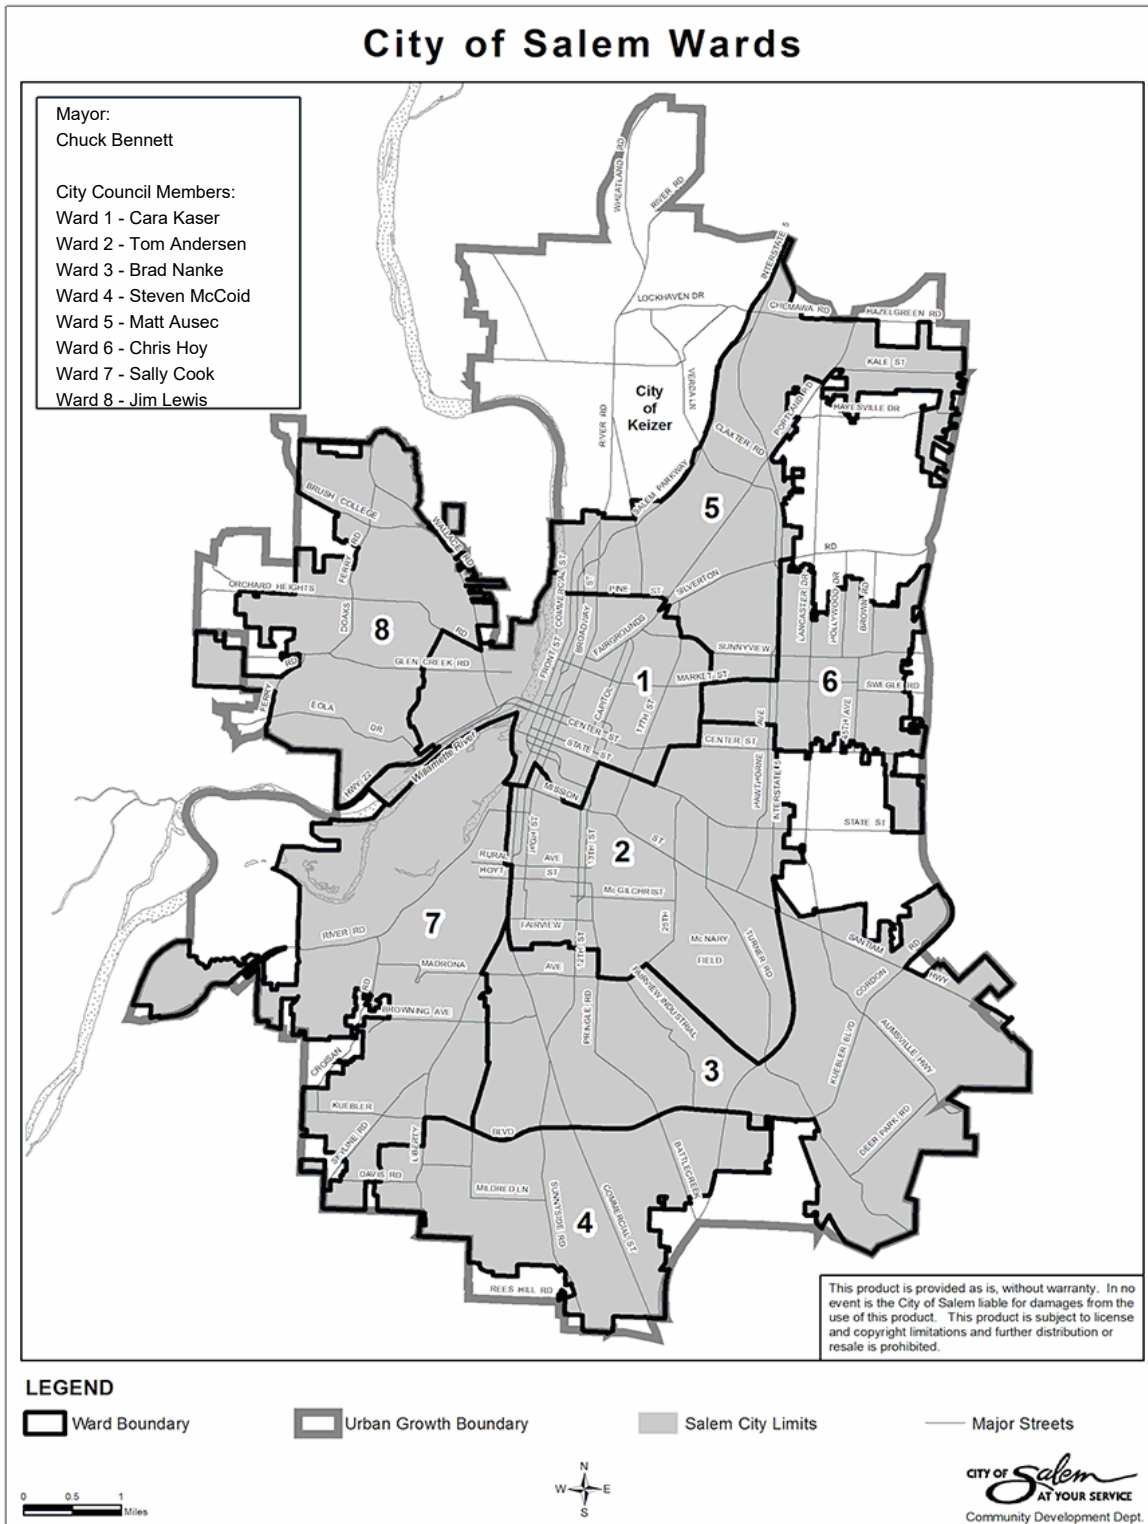 City of Salem Wards
Mayor:
Chuck Bennett
City Council Members:
Ward 1 - Cara Kaser
Ward 2 - Tom Andersen
Ward 3 - Brad Nanke
Ward 4 - Steven McCoid
Ward 5 - Matt Ausec
Ward 6 - Chris Hoy
Ward 7 - Sally Cook
Ward 8 - Jim Lewis
WHEATLAND RD
RIVER RD
INTERSTATE 5
LOCKHAVEN DR
CHEMAWA RD
HAZELGREEN RD
KALE ST
VERDA LN
City
of
Keizer
RIVER RD
PORTLAND RD
HAYESVILLE DR
CLAXTER RD
SALEM PARKWAY
5
BRUSH COLLEGE
RD
WALLACE RD
DOAKS FERRY RD
ORCHARD HEIGHTS
RD
8
GLEN CREEK RD
RD
FERRY
EOLA
DR
HWY 22
Willamette River
FRONT ST
COMMERCIAL ST
BROADWAY
ST
PINE ST
SILVERTON
RD
FAIRGROUNDS
LANCASTER DR
HOLLYWOOD DR
BROWN RD
SUNNYVIEW
1
MARKET ST
6
SWEGLE RD
CAPITOL
17TH ST
45TH AVE
CENTER ST
STATE ST
CENTER ST
HAWTHORNE
AVE
INTERSTATE 5
MISSION
ST
STATE ST
HIGH ST
13TH ST
2
RURAL AVE
HOYT ST
McGILCHRIST
25TH
FAIRVIEW
12TH ST
McNARY
FIELD
TURNER RD
7
RIVER RD
MADRONA AVE
SANTIAM
HWY
CORDON
RD
BROWNING AVE
CROISAN
RD
PRINGLE RD
FAIRVIEW INDUSTRIAL
3
KUEBLER BLVD
AUMSVILLE HWY
DEER PARK RD
KUEBLER
BLVD
SKYLINE RD
LIBERTY
DAVIS RD
MILDRED LN
SUNNYSIDE RD
COMMERCIAL ST
BATTLECREEK
4
REES HILL RD
This product is provided as is, without warranty. In no
event is the City of Salem liable for damages from the
use of this product. This product is subject to license
and copyright limitations and further distribution or
resale is prohibited.
LEGEND
Ward Boundary
Urban Growth Boundary
Salem City Limits
Major Streets
0 0.5 1
Miles
N
W E
S
CITY OF Salem
AT YOUR SERVICE
Community Development Dept.